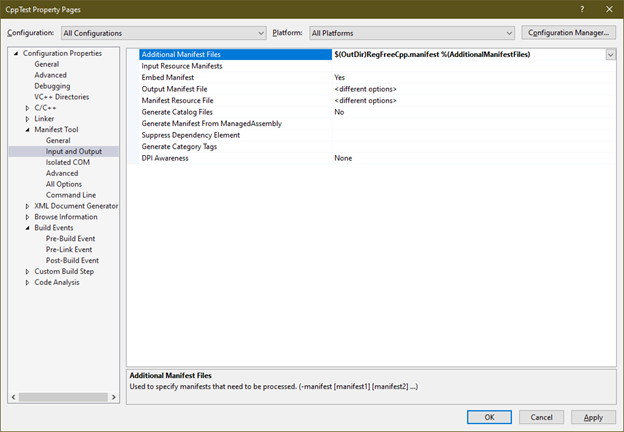 CppTest Property Pages
? ×
Configuration: All Configurations Platform: All Platforms Configuration Manager...
Configuration Properties
General
Advanced
Debugging
VC++ Directories
C/C++
Linker
Manifest Tool
General
Input and Output
Isolated COM
Advanced
All Options
Command Line
XML Document Generator
Browse Information
Build Events
Pre-Build Event
Pre-Link Event
Post-Build Event
Custom Build Step
Code Analysis
Additional Manifest Files $(OutDir)RegFreeCpp.manifest %(AdditionalManifestFiles)
Input Resource Manifests
Embed Manifest Yes
Output Manifest File <different options>
Manifest Resource File <different options>
Generate Catalog Files No
Generate Manifest From ManagedAssembly
Suppress Dependency Element
Generate Category Tags
DPI Awareness None
Additional Manifest Files
Used to specify manifests that need to be processed. (-manifest [manifest1] [manifest2] ...)
OK Cancel Apply